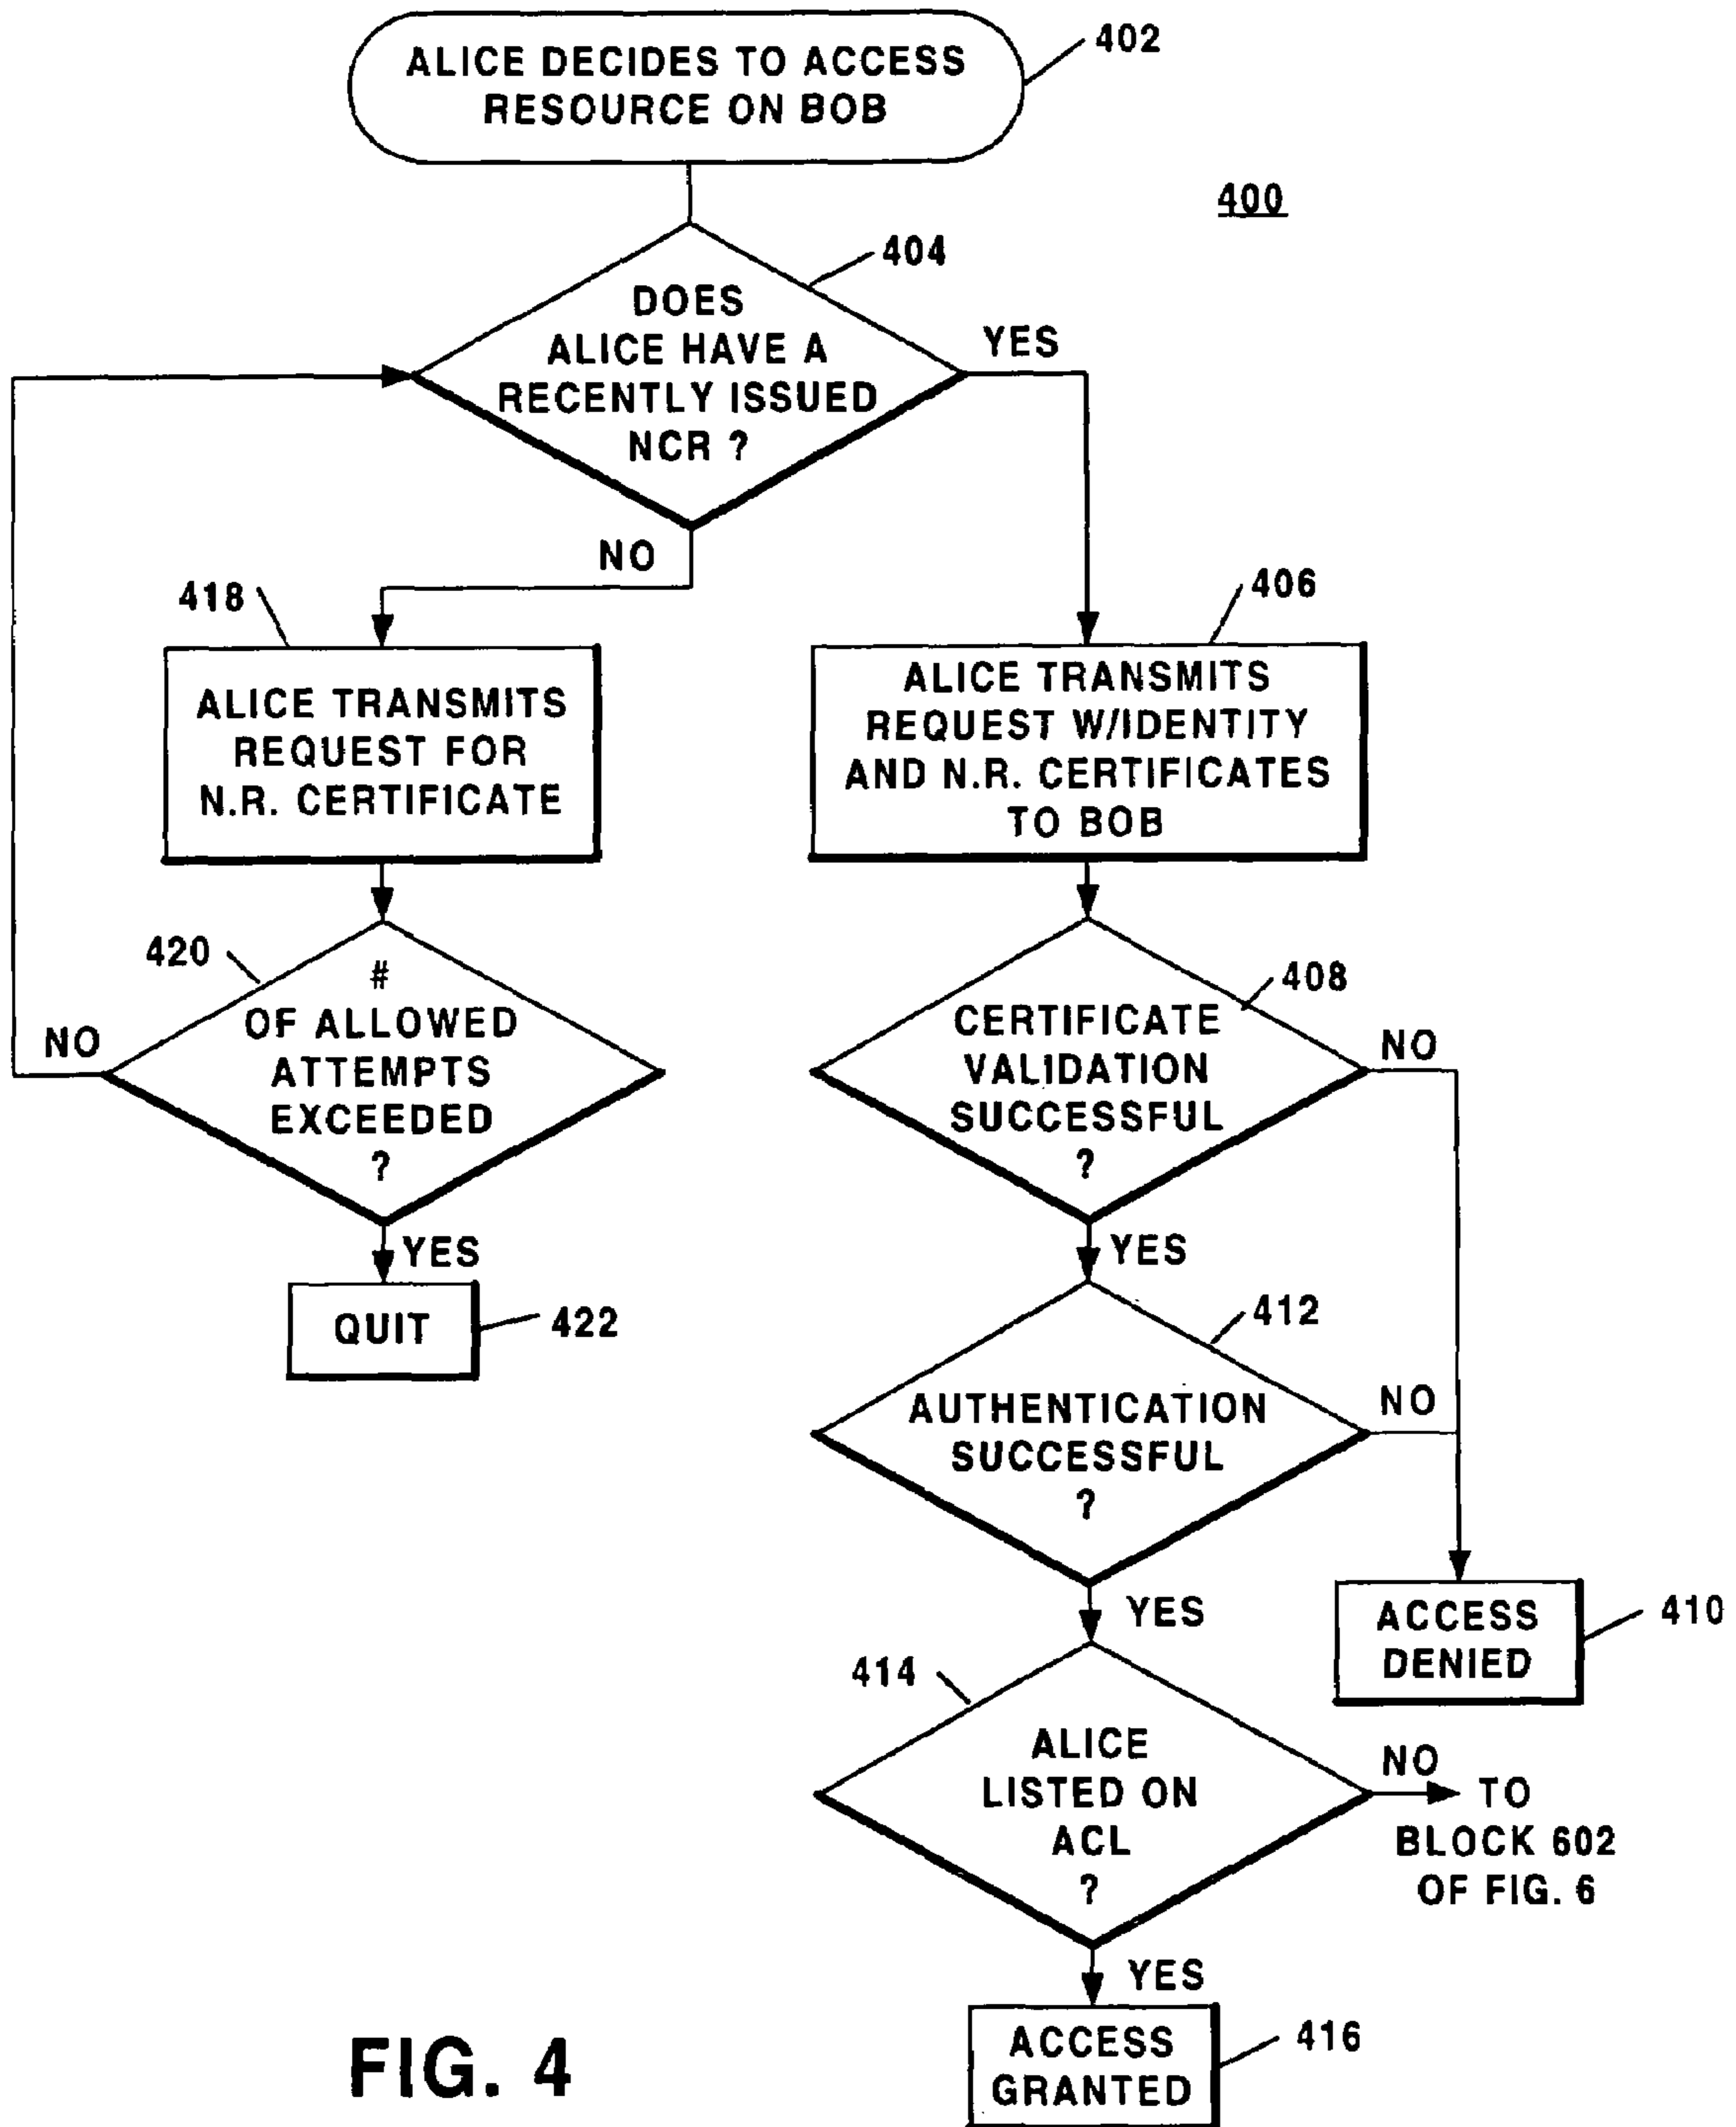 ALICE DECIDES TO ACCESS
RESOURCE ON BOB
402
400
404
DOES
ALICE HAVE A
RECENTLY ISSUED
NCR ?
YES
NO
418
ALICE TRANSMITS
REQUEST FOR
N.R. CERTIFICATE
406
ALICE TRANSMITS
REQUEST W/IDENTITY
AND N.R. CERTIFICATES
TO BOB
420
#
OF ALLOWED
ATTEMPTS
EXCEEDED
?
NO
YES
QUIT
422
408
CERTIFICATE
VALIDATION
SUCCESSFUL
?
NO
YES
412
AUTHENTICATION
SUCCESSFUL
?
NO
YES
ACCESS
DENIED
410
414
ALICE
LISTED ON
ACL
?
NO
TO
BLOCK 602
OF FIG. 6
YES
ACCESS
GRANTED
416
FIG. 4